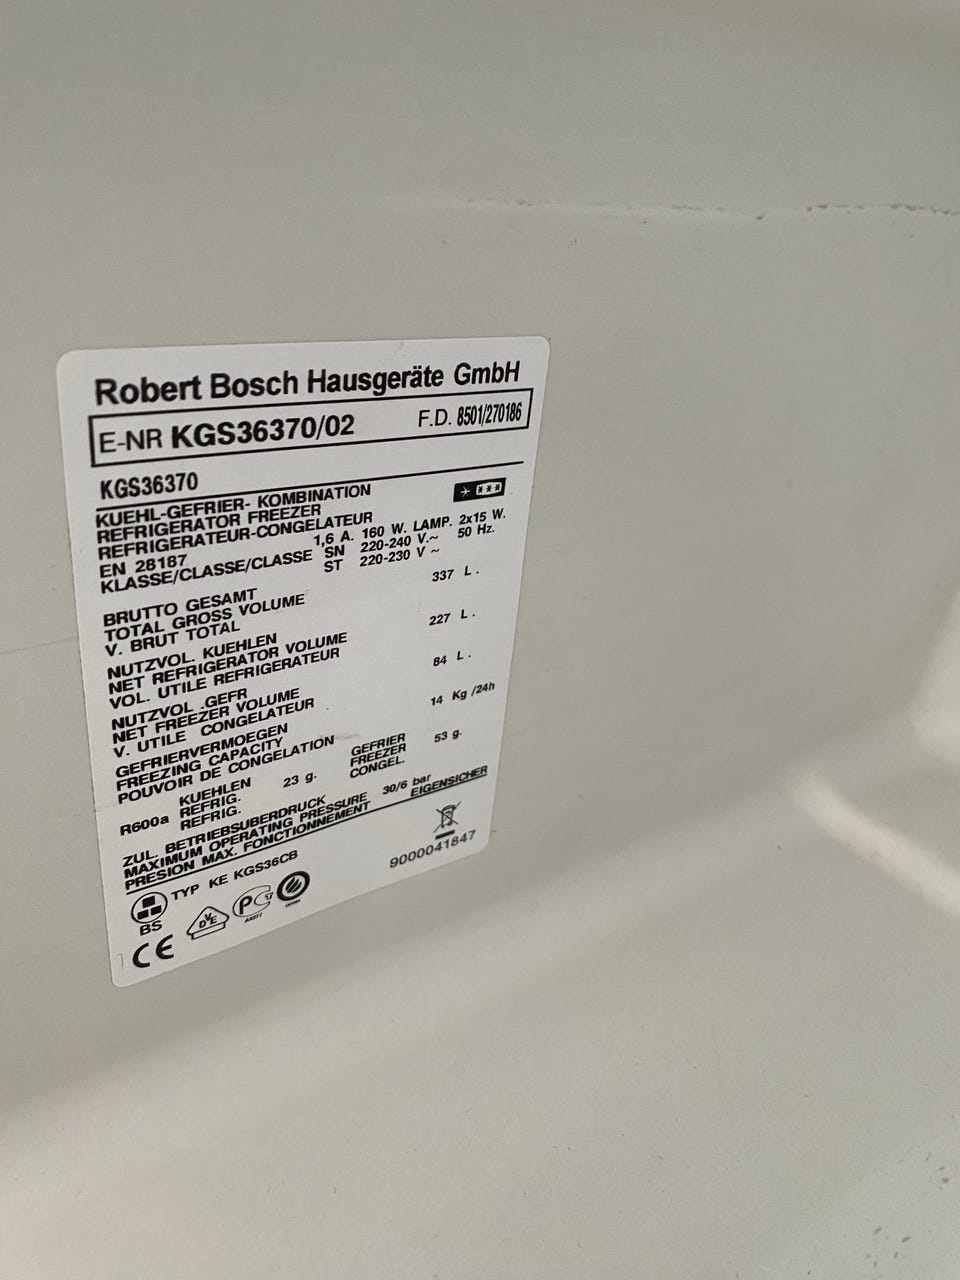 Robert Bosch Hausgeräte GmbH
E-NR KGS36370/02 F.D. 8501/270186
KGS36370
KUEHL-GEFRIER- KOMBINATION
REFRIGERATOR FREEZER
REFRIGERATEUR-CONGELATEUR
EN 28187 1,6 A. 160 W. LAMP. 2x15 W.
KLASSE/CLASSE/CLASSE SN 220-240 V.~ 50 Hz.
ST 220-230 V ~
BRUTTO GESAMT 337 L.
TOTAL GROSS VOLUME
V. BRUT TOTAL
NUTZVOL. KUEHLEN 227 L.
NET REFRIGERATOR VOLUME
VOL. UTILE REFRIGERATEUR
NUTZVOL .GEFR 84 L.
NET FREEZER VOLUME
V. UTILE CONGELATEUR
GEFRIERVERMOEGEN 14 Kg /24h
FREEZING CAPACITY
POUVOIR DE CONGELATION
R600a KUEHLEN 23 g. GEFRIER 53 g.
REFRIG. FREEZER
REFRIG. CONGEL.
ZUL. BETRIEBSUBERDRUCK 30/6 bar
MAXIMUM OPERATING PRESSURE EIGENSICHER
PRESION MAX. FONCTIONNEMENT
TYP KE KGS36CB
9000041847
BS
DVE
PC
CE